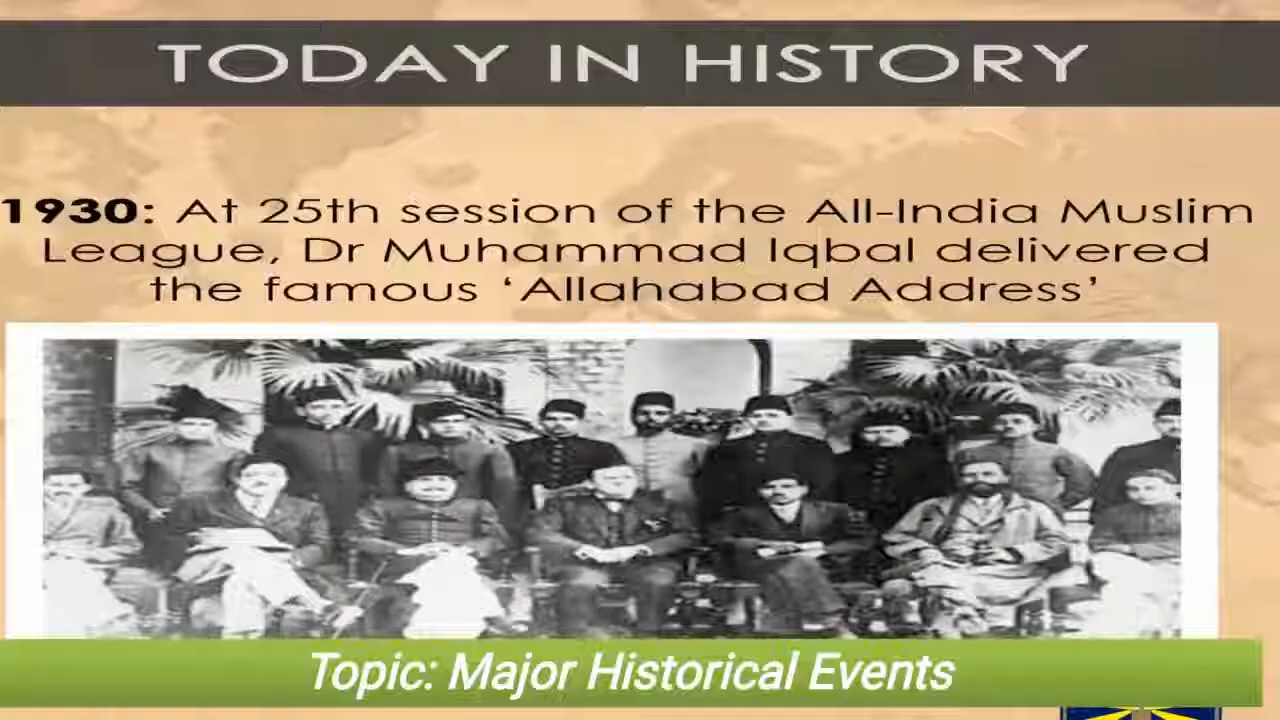 TODAY IN HISTORY
1930: At 25th session of the All-India Muslim
League, Dr Muhammad Iqbal delivered
the famous ‘Allahabad Address’
Topic: Major Historical Events